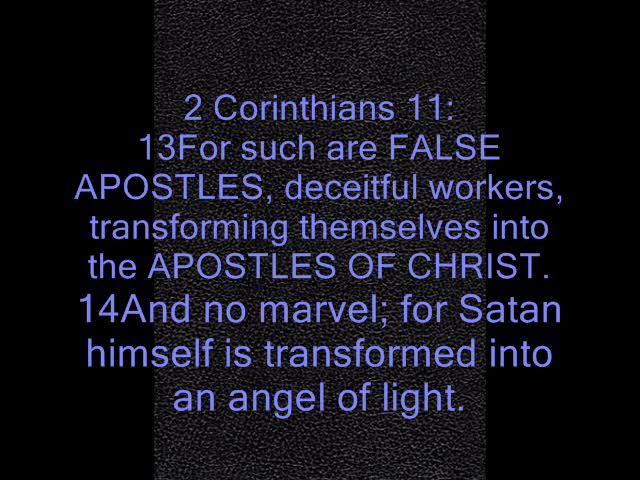 2 Corinthians 11:
13For such are FALSE
APOSTLES, deceitful workers,
transforming themselves into
the APOSTLES OF CHRIST.
14And no marvel; for Satan
himself is transformed into
an angel of light.